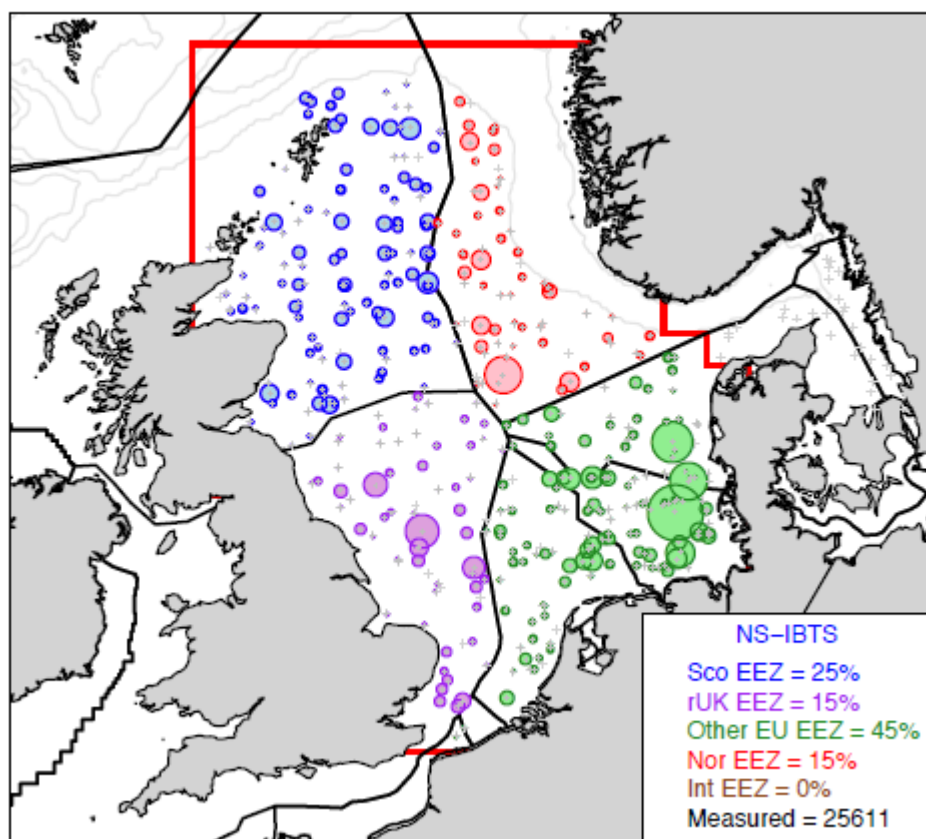 NS−IBTS
Sco EEZ = 25%
rUK EEZ = 15%
Other EU EEZ = 45%
Nor EEZ = 15%
Int EEZ = 0%
Measured = 25611